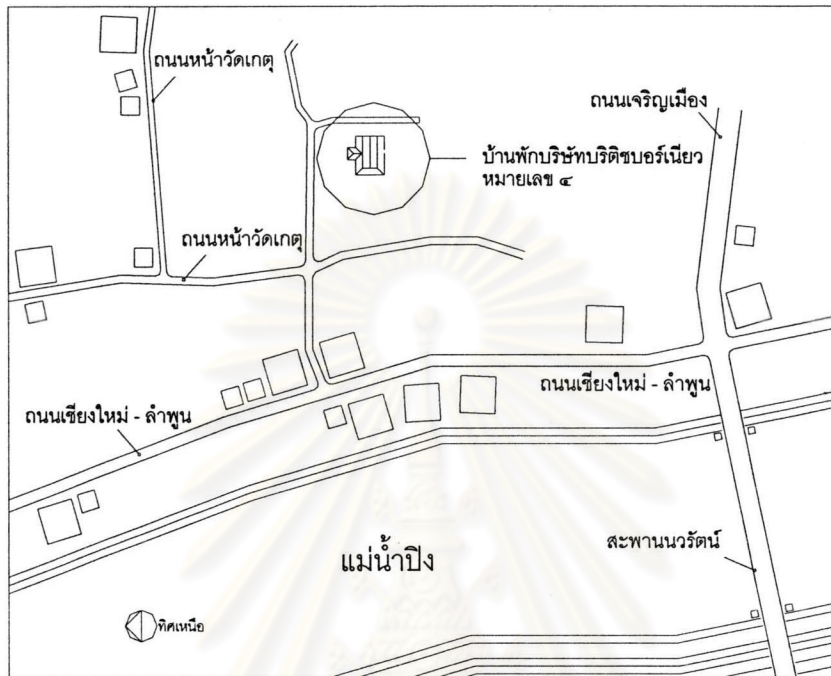 ถนนหน้าวัดเกตุ
ถนนเจริญเมือง
บ้านพักบริษัทบริติชบอร์เนียว
หมายเลข ๔
ถนนหน้าวัดเกตุ
ถนนเชียงใหม่ - ลำพูน
ถนนเชียงใหม่ - ลำพูน
สะพานนวรัตน์
แม่น้ำปิง
ทิศเหนือ